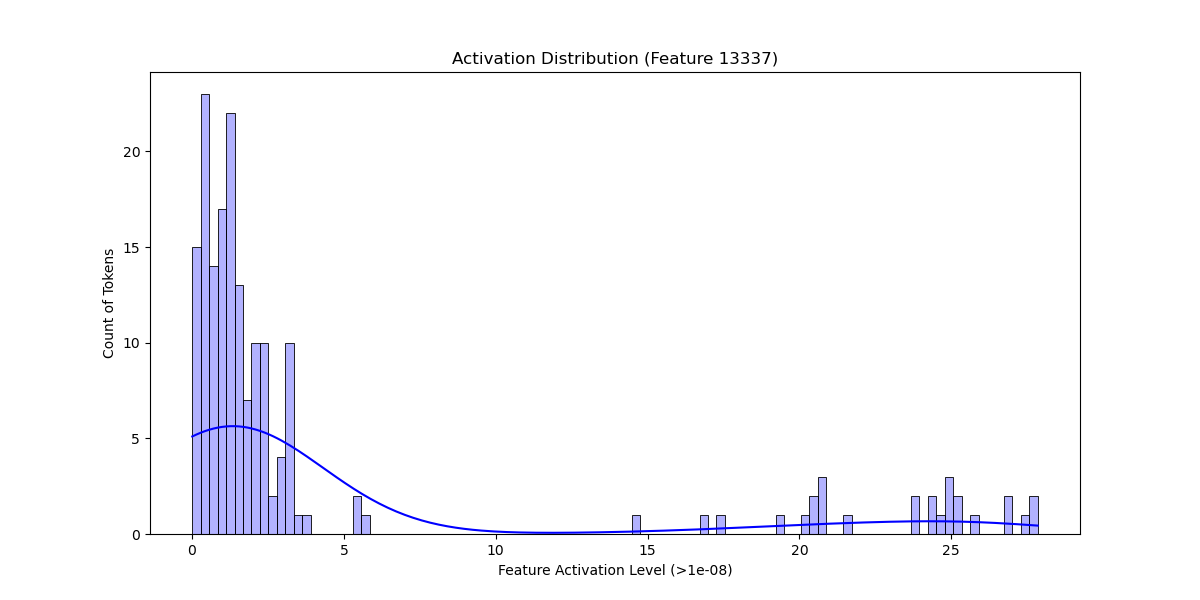 Activation Distribution (Feature 13337)
Count of Tokens
20
15
10
5
0
0 5 10 15 20 25
Feature Activation Level (>1e-08)